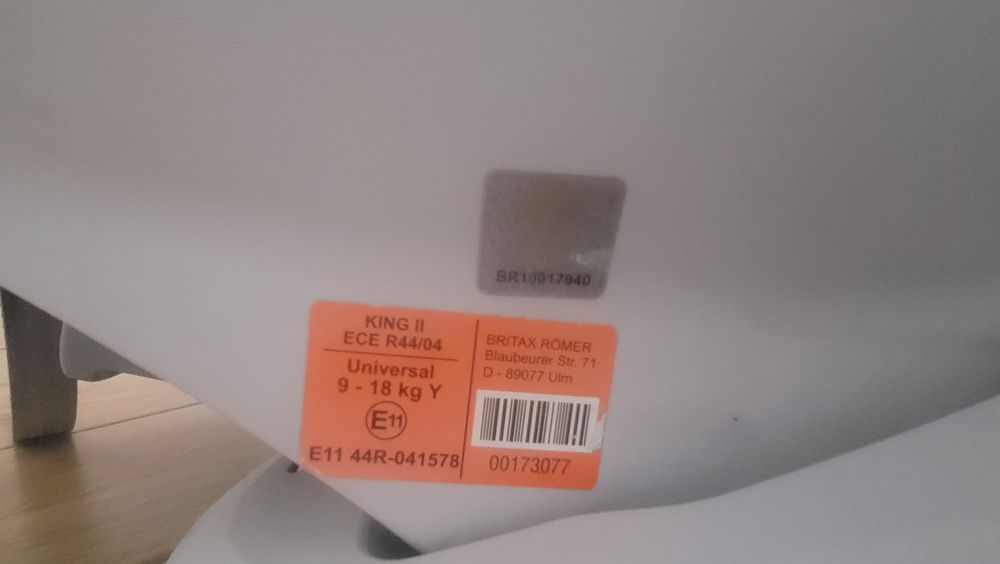 BR10017940
KING II
ECE R44/04
Universal
9 - 18 kg Y
E11
E11 44R-041578
BRITAX RÖMER
Blaubeurer Str. 71
D - 89077 Ulm
00173077